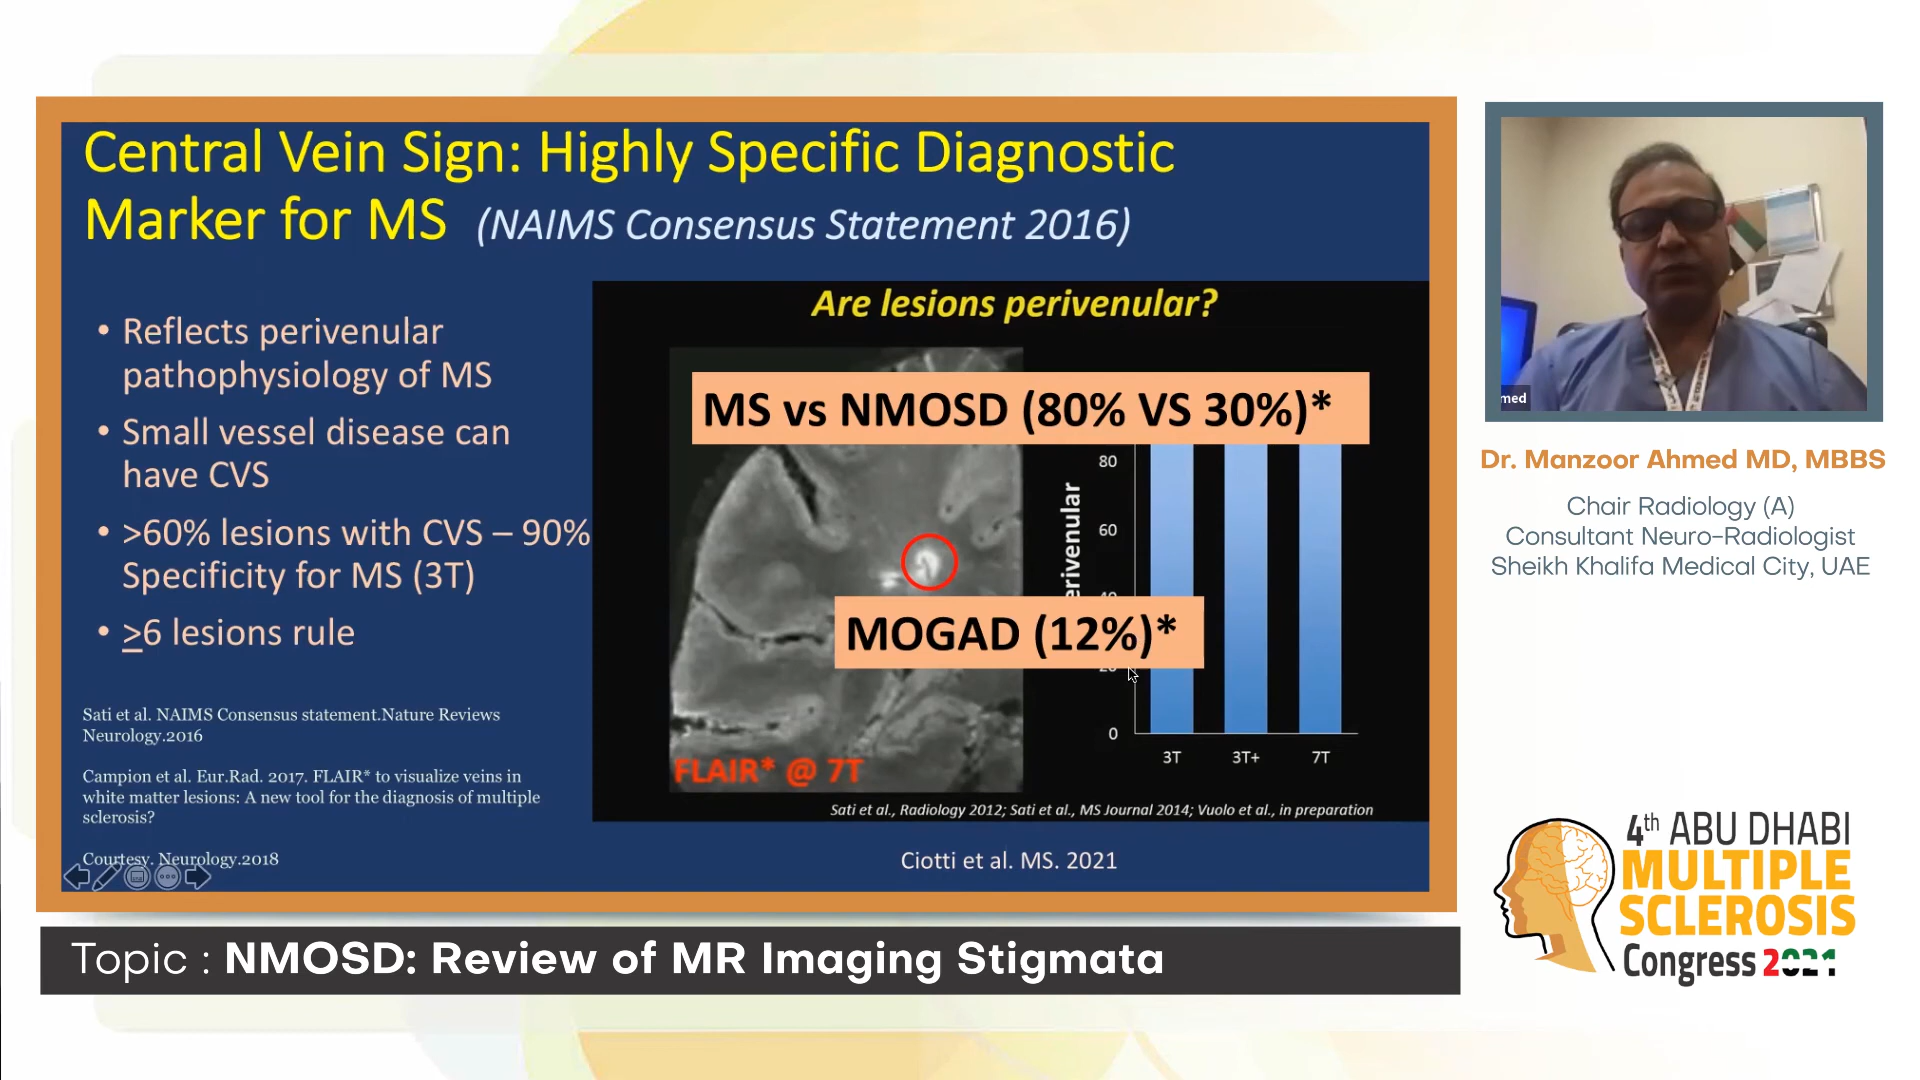 Central Vein Sign: Highly Specific Diagnostic
Marker for MS (NAIMS Consensus Statement 2016)
• Reflects perivenular
pathophysiology of MS
• Small vessel disease can
have CVS
• >60% lesions with CVS – 90%
Specificity for MS (3T)
• ≥6 lesions rule
Sati et al. NAIMS Consensus statement.Nature Reviews
Neurology.2016
Campion et al. Eur.Rad. 2017. FLAIR* to visualize veins in
white matter lesions: A new tool for the diagnosis of multiple
sclerosis?
Courtesy. Neurology.2018
Are lesions perivenular?
MS vs NMOSD (80% VS 30%)*
80
60
MOGAD (12%)*
0
3T
3T+
7T
FLAIR* @ 7T
Sati et al., Radiology 2012; Sati et al., MS Journal 2014; Vuolo et al., in preparation
Ciotti et al. MS. 2021
Topic : NMOSD: Review of MR Imaging Stigmata
med
Dr. Manzoor Ahmed MD, MBBS
Chair Radiology (A)
Consultant Neuro-Radiologist
Sheikh Khalifa Medical City, UAE
4th ABU DHABI
MULTIPLE
SCLEROSIS
Congress 2021